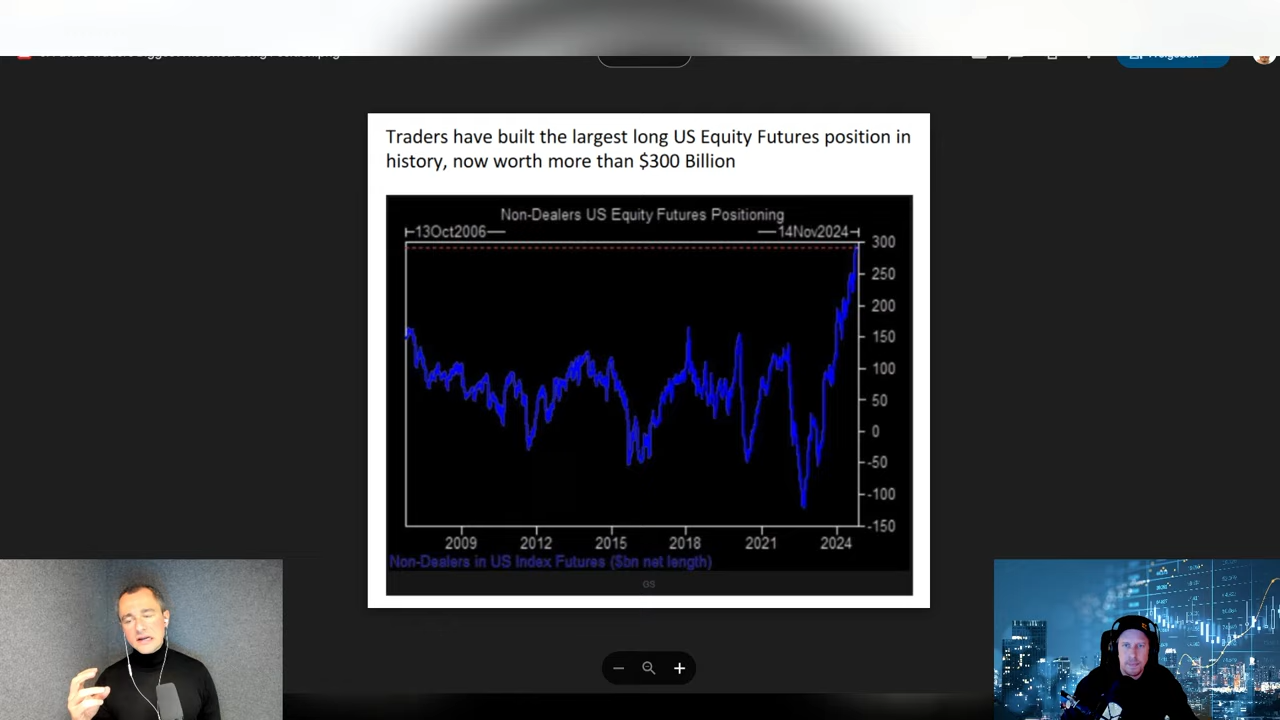 Traders have built the largest long US Equity Futures position in
history, now worth more than $300 Billion
Non-Dealers US Equity Futures Positioning
13Oct2006
14Nov2024
300
250
200
150
100
50
0
-50
-100
-150
2009 2012 2015 2018 2021 2024
Non-Dealers in US Index Futures ($bn net length)
GS